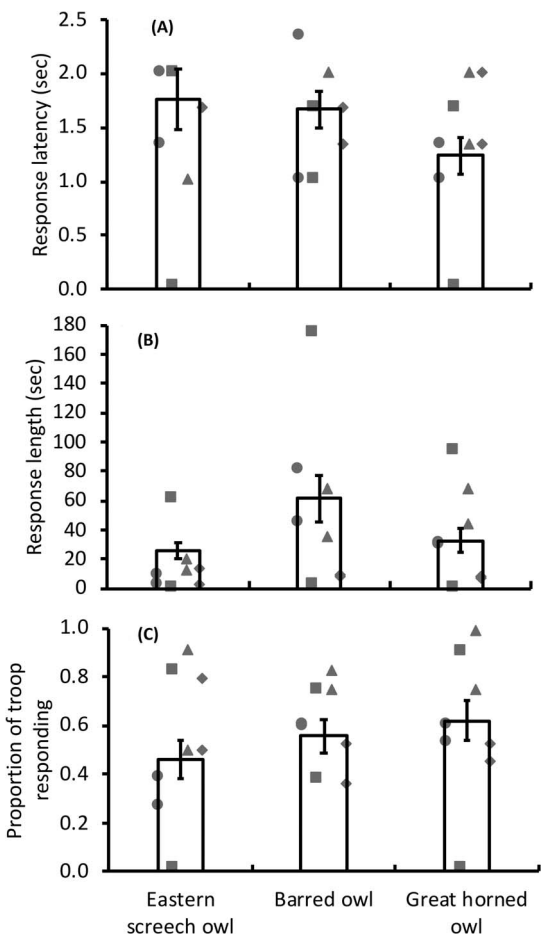 (A)
Response latency (sec)
2.5
2.0
1.5
1.0
0.5
0.0
(B)
Response length (sec)
180
160
140
120
100
80
60
40
20
0
(C)
Proportion of troop
responding
1.0
0.8
0.6
0.4
0.2
0.0
Eastern
screech owl
Barred owl
Great horned
owl